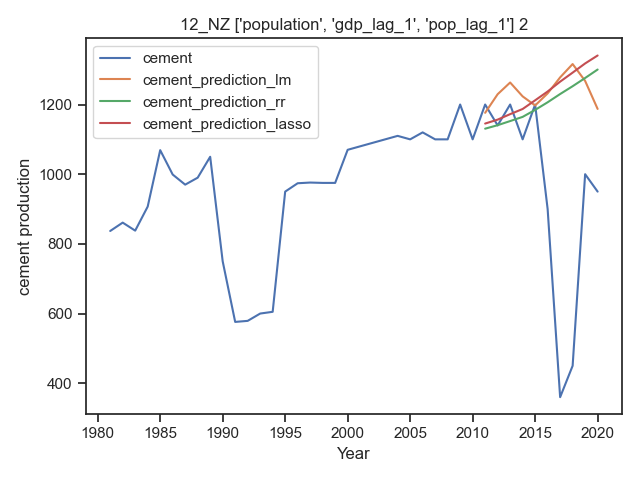 12_NZ ['population', 'gdp_lag_1', 'pop_lag_1'] 2
cement
cement_prediction_lm
cement_prediction_rr
cement_prediction_lasso
1200
1000
800
600
400
cement production
1980 1985 1990 1995 2000 2005 2010 2015 2020
Year